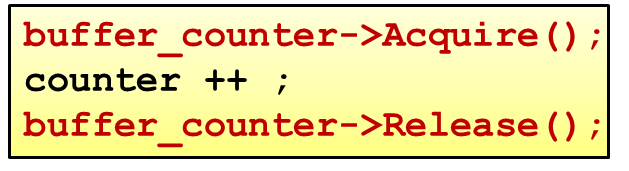 buffer_counter->Acquire();
counter ++ ;
buffer_counter->Release();